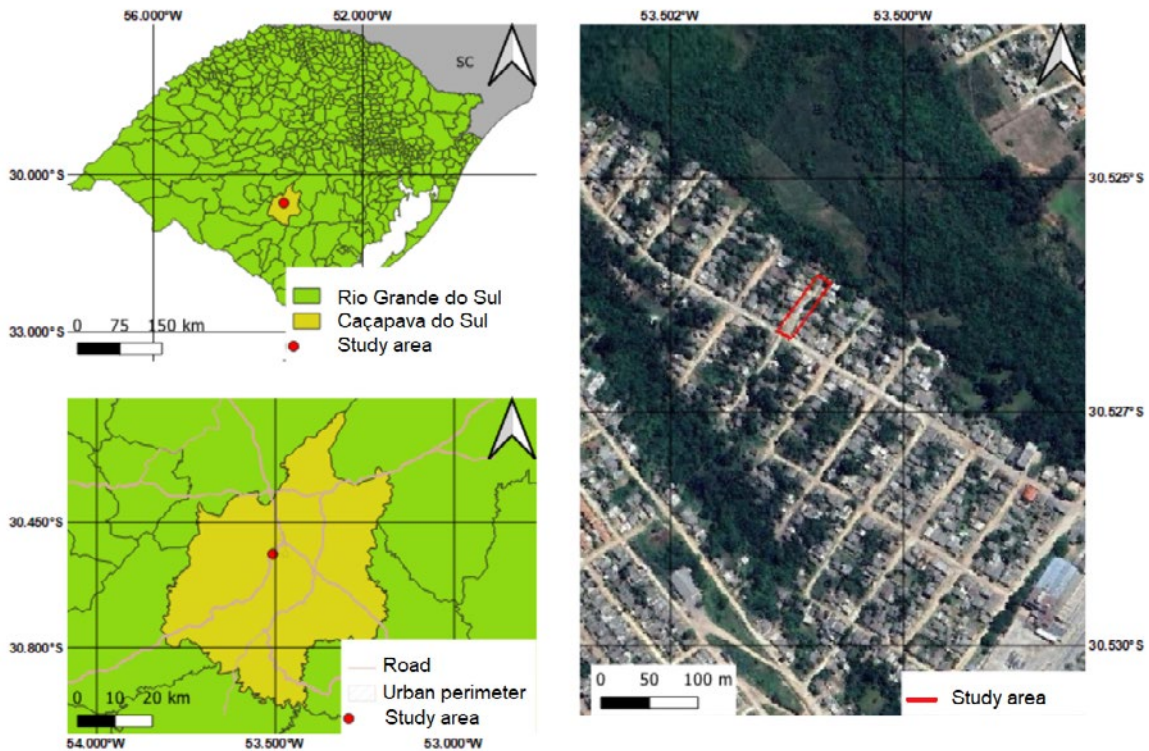 56.000°W 52.000°W
SC
30.000°S
33.000°S
Rio Grande do Sul
Caçapava do Sul
Study area
0 75 150 km
30.450°S
30.800°S
Road
Urban perimeter
Study area
0 10 20 km
54.000°W 53.500°W 53.000°W
53.502°W 53.500°W
30.525°S
30.527°S
30.530°S
0 50 100 m
Study area